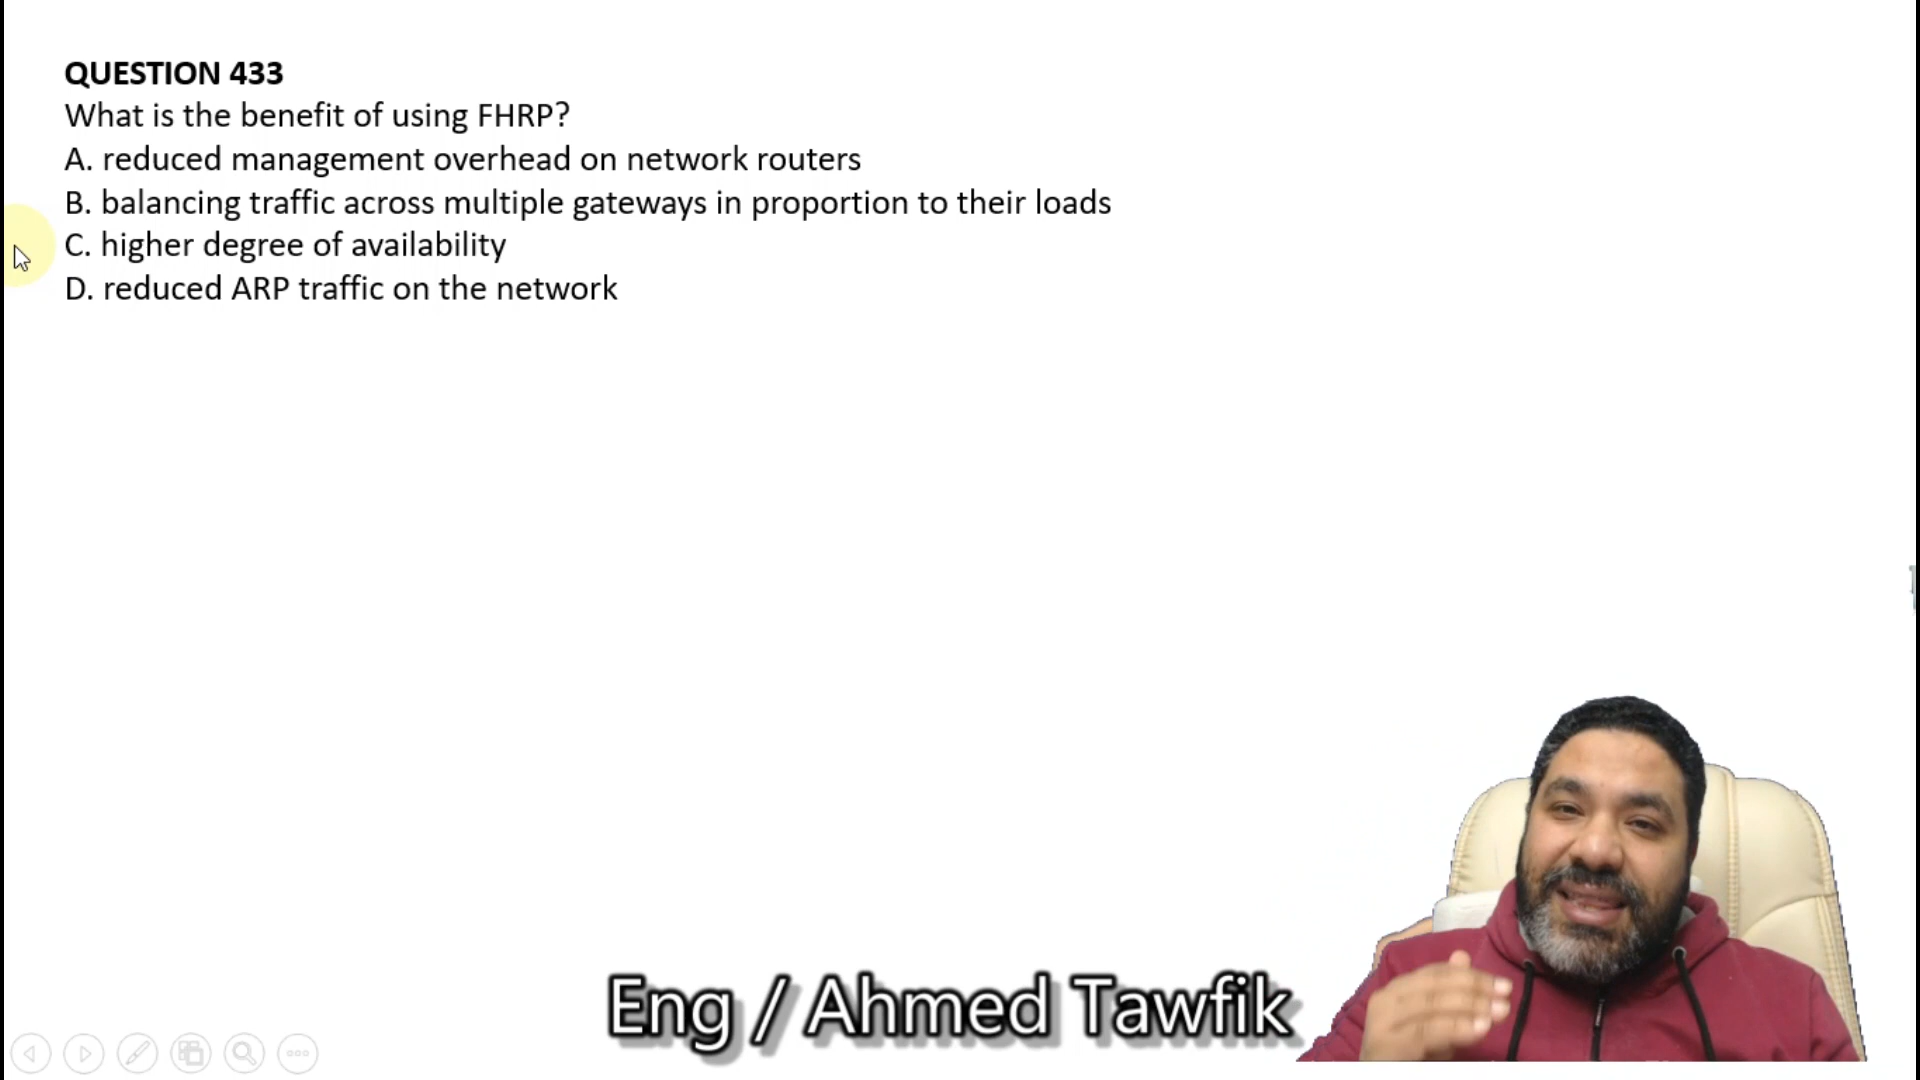 QUESTION 433
What is the benefit of using FHRP?
A. reduced management overhead on network routers
B. balancing traffic across multiple gateways in proportion to their loads
C. higher degree of availability
D. reduced ARP traffic on the network
Eng / Ahmed Tawfik